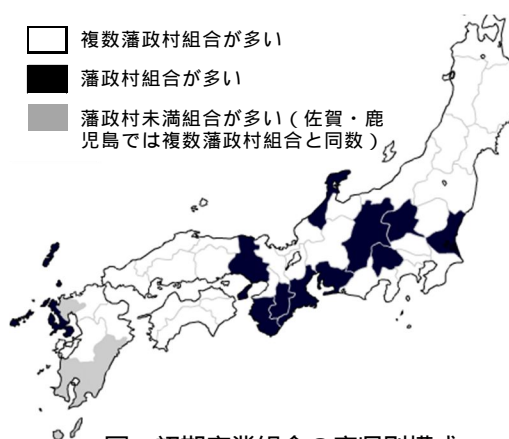 複数藩政村組合が多い
藩政村組合が多い
藩政村未満組合が多い（佐賀・鹿
児島では複数藩政村組合と同数）